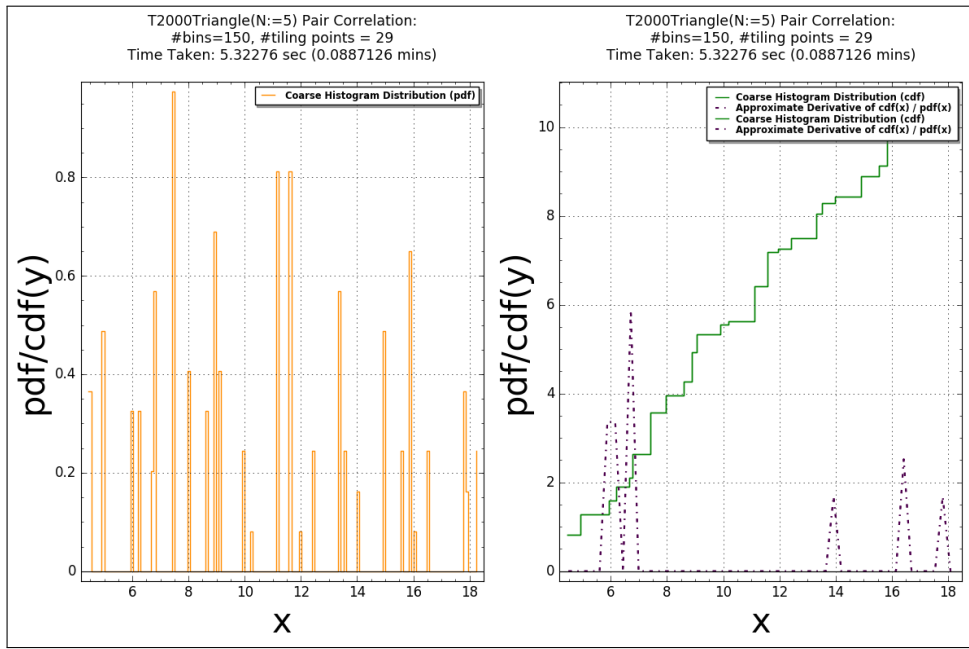 T2000Triangle(N:=5) Pair Correlation:
#bins=150, #tiling points = 29
Time Taken: 5.32276 sec (0.0887126 mins)
Coarse Histogram Distribution (pdf)
pdf/cdf(y)
0.8
0.6
0.4
0.2
0
6 8 10 12 14 16 18
x
T2000Triangle(N:=5) Pair Correlation:
#bins=150, #tiling points = 29
Time Taken: 5.32276 sec (0.0887126 mins)
Coarse Histogram Distribution (cdf)
Approximate Derivative of cdf(x) / pdf(x)
Coarse Histogram Distribution (cdf)
Approximate Derivative of cdf(x) / pdf(x)
pdf/cdf(y)
10
8
6
4
2
0
6 8 10 12 14 16 18
x